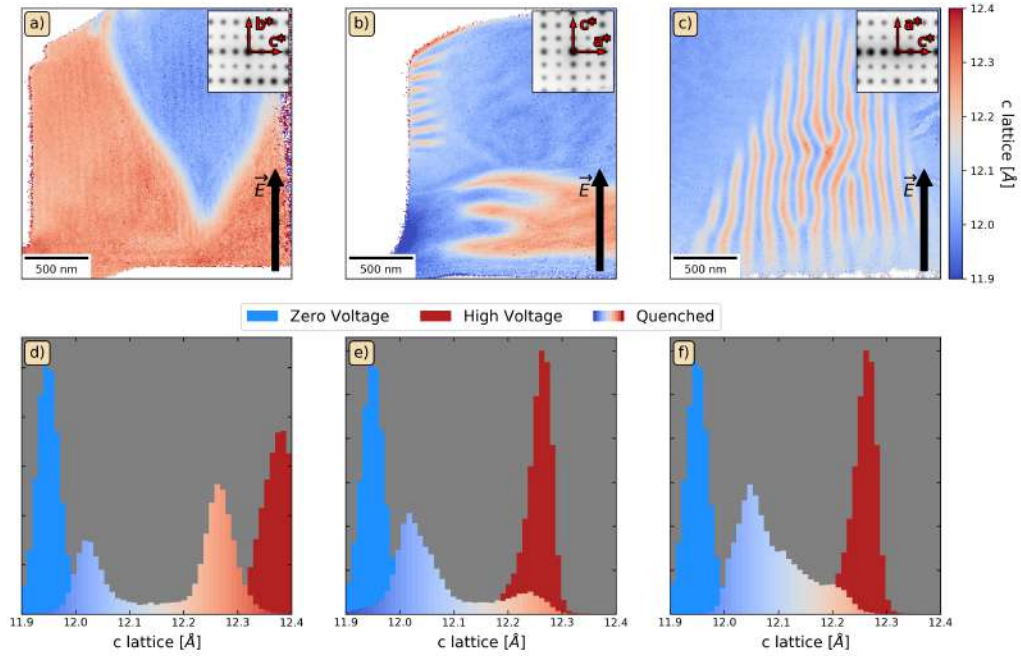 a)
b*
c*
E
500 nm
b)
c*
a*
E
500 nm
c)
a*
c*
E
500 nm
12.4
12.3
12.2
12.1
12.0
11.9
c lattice [Å]
Zero Voltage
High Voltage
Quenched
d)
11.9 12.0 12.1 12.2 12.3 12.4
c lattice [Å]
e)
11.9 12.0 12.1 12.2 12.3 12.4
c lattice [Å]
f)
11.9 12.0 12.1 12.2 12.3 12.4
c lattice [Å]